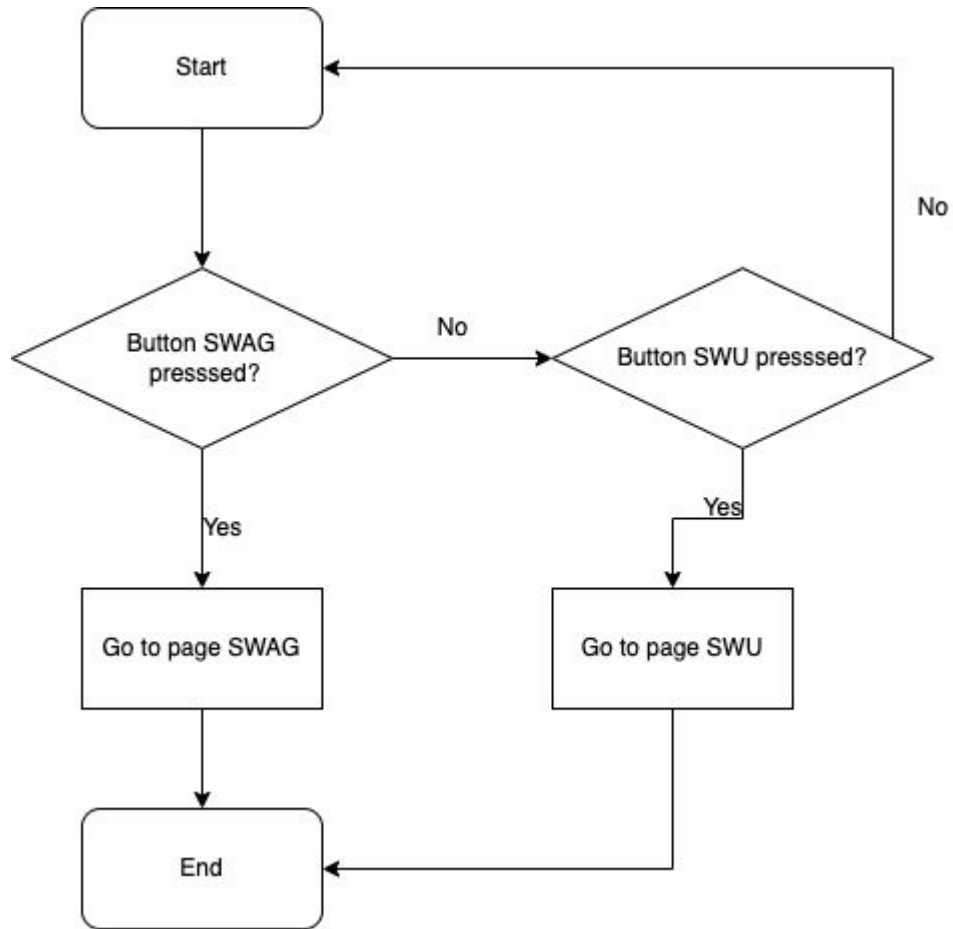 Start
No
Button SWAG
presssed?
No
Button SWU presssed?
Yes
Yes
Go to page SWAG
Go to page SWU
End